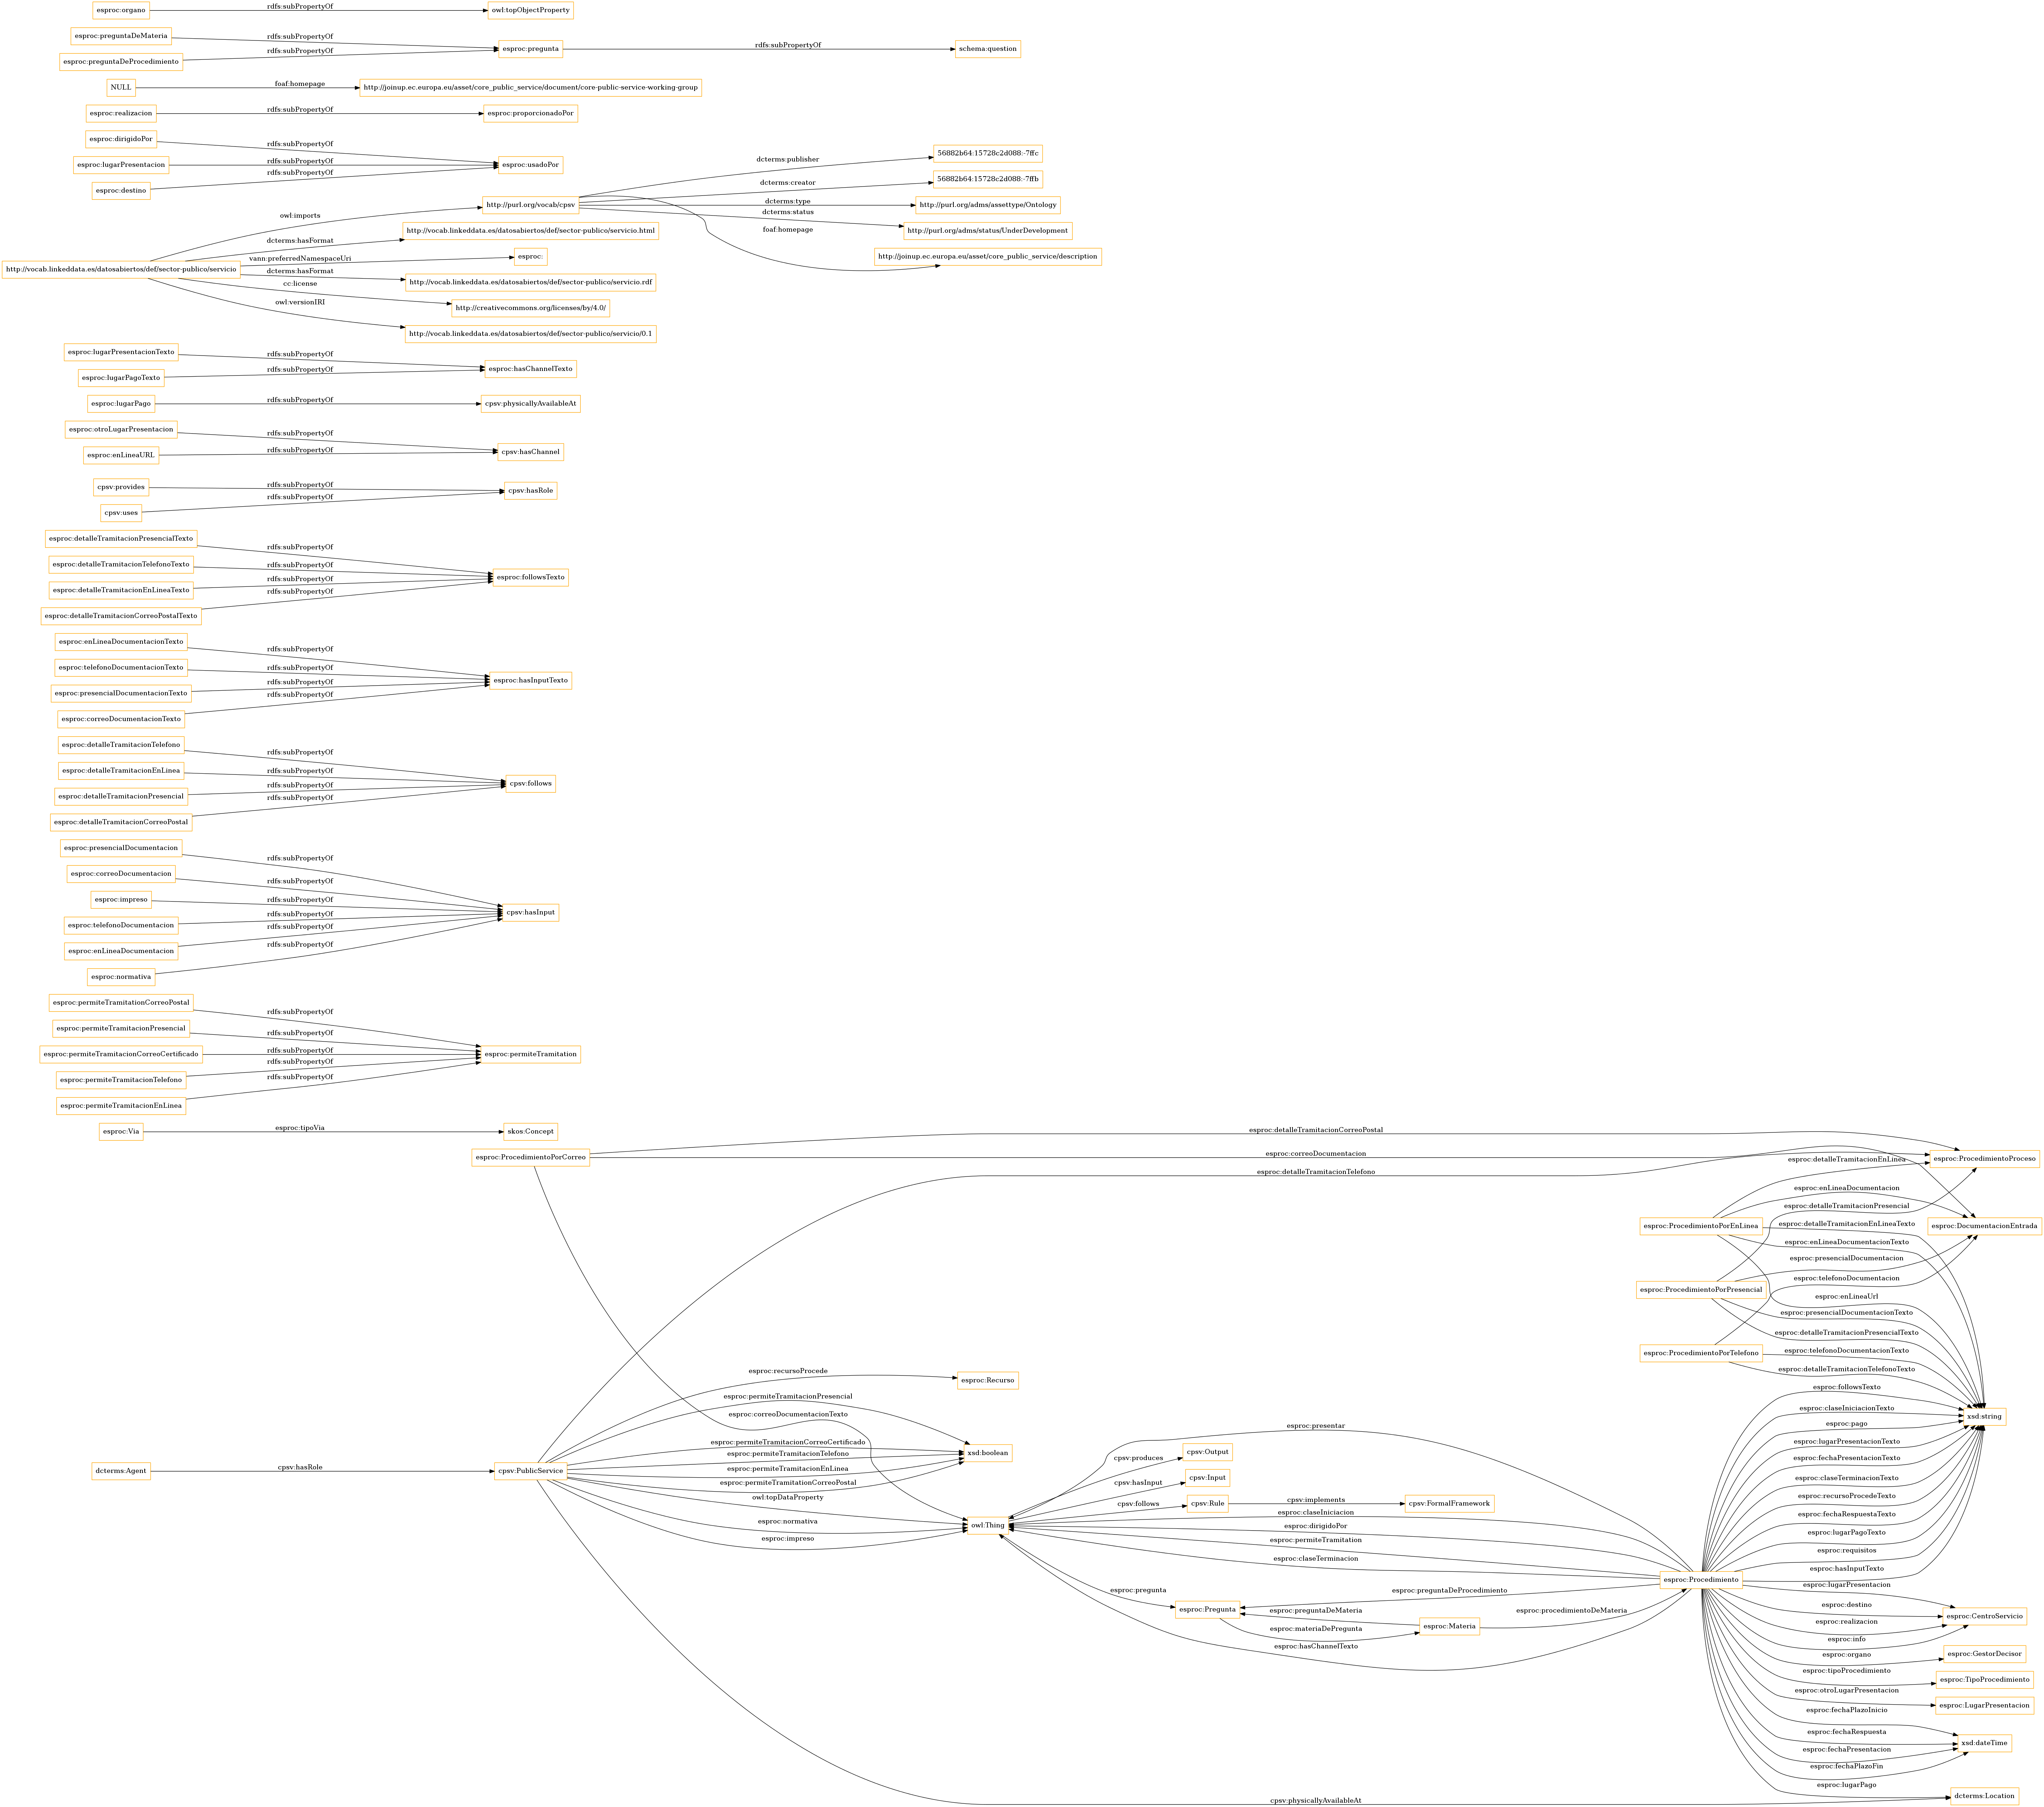 esproc:organo
rdfs:subPropertyOf
owl:topObjectProperty
esproc:preguntaDeMateria
rdfs:subPropertyOf
esproc:preguntaDeProcedimiento
rdfs:subPropertyOf
esproc:pregunta
rdfs:subPropertyOf
schema:question
NULL
foaf:homepage
http://joinup.ec.europa.eu/asset/core_public_service/document/core-public-service-working-group
esproc:realizacion
rdfs:subPropertyOf
esproc:proporcionadoPor
esproc:dirigidoPor
rdfs:subPropertyOf
esproc:lugarPresentacion
rdfs:subPropertyOf
esproc:usadoPor
esproc:destino
rdfs:subPropertyOf
http://vocab.linkeddata.es/datosabiertos/def/sector-publico/servicio
owl:imports
http://purl.org/vocab/cpsv
dcterms:publisher
56882b64:15728c2d088:-7ffc
dcterms:creator
56882b64:15728c2d088:-7ffb
dcterms:type
http://purl.org/adms/assettype/Ontology
dcterms:status
http://purl.org/adms/status/UnderDevelopment
foaf:homepage
http://joinup.ec.europa.eu/asset/core_public_service/description
dcterms:hasFormat
http://vocab.linkeddata.es/datosabiertos/def/sector-publico/servicio.html
vann:preferredNamespaceUri
esproc:
dcterms:hasFormat
http://vocab.linkeddata.es/datosabiertos/def/sector-publico/servicio.rdf
cc:license
http://creativecommons.org/licenses/by/4.0/
owl:versionIRI
http://vocab.linkeddata.es/datosabiertos/def/sector-publico/servicio/0.1
esproc:lugarPresentacionTexto
rdfs:subPropertyOf
esproc:lugarPagoTexto
rdfs:subPropertyOf
esproc:hasChannelTexto
esproc:lugarPago
rdfs:subPropertyOf
cpsv:physicallyAvailableAt
esproc:otroLugarPresentacion
rdfs:subPropertyOf
esproc:enLineaURL
rdfs:subPropertyOf
cpsv:hasChannel
cpsv:provides
rdfs:subPropertyOf
cpsv:uses
rdfs:subPropertyOf
cpsv:hasRole
esproc:detalleTramitacionPresencialTexto
rdfs:subPropertyOf
esproc:detalleTramitacionTelefonoTexto
rdfs:subPropertyOf
esproc:detalleTramitacionEnLineaTexto
rdfs:subPropertyOf
esproc:detalleTramitacionCorreoPostalTexto
rdfs:subPropertyOf
esproc:followsTexto
esproc:enLineaDocumentacionTexto
rdfs:subPropertyOf
esproc:telefonoDocumentacionTexto
rdfs:subPropertyOf
esproc:presencialDocumentacionTexto
rdfs:subPropertyOf
esproc:correoDocumentacionTexto
rdfs:subPropertyOf
esproc:hasInputTexto
esproc:detalleTramitacionTelefono
rdfs:subPropertyOf
esproc:detalleTramitacionEnLinea
rdfs:subPropertyOf
esproc:detalleTramitacionPresencial
rdfs:subPropertyOf
esproc:detalleTramitacionCorreoPostal
rdfs:subPropertyOf
cpsv:follows
esproc:presencialDocumentacion
rdfs:subPropertyOf
esproc:correoDocumentacion
rdfs:subPropertyOf
esproc:impreso
rdfs:subPropertyOf
esproc:telefonoDocumentacion
rdfs:subPropertyOf
esproc:enLineaDocumentacion
rdfs:subPropertyOf
esproc:normativa
rdfs:subPropertyOf
cpsv:hasInput
esproc:permiteTramitationCorreoPostal
rdfs:subPropertyOf
esproc:permiteTramitacionPresencial
rdfs:subPropertyOf
esproc:permiteTramitacionCorreoCertificado
rdfs:subPropertyOf
esproc:permiteTramitacionTelefono
rdfs:subPropertyOf
esproc:permiteTramitacionEnLinea
rdfs:subPropertyOf
esproc:permiteTramitation
esproc:Via
esproc:tipoVia
skos:Concept
esproc:ProcedimientoPorCorreo
esproc:detalleTramitacionCorreoPostal
esproc:correoDocumentacion
esproc:detalleTramitacionTelefono
esproc:detalleTramitacionEnLinea
esproc:ProcedimientoProceso
esproc:enLineaDocumentacion
esproc:detalleTramitacionPresencial
esproc:ProcedimientoPorEnLinea
esproc:detalleTramitacionEnLineaTexto
esproc:DocumentacionEntrada
esproc:enLineaDocumentacionTexto
esproc:presencialDocumentacion
esproc:telefonoDocumentacion
esproc:ProcedimientoPorPresencial
esproc:enLineaUrl
esproc:presencialDocumentacionTexto
esproc:detalleTramitacionPresencialTexto
esproc:ProcedimientoPorTelefono
esproc:telefonoDocumentacionTexto
esproc:detalleTramitacionTelefonoTexto
esproc:recursoProcede
esproc:Recurso
esproc:permiteTramitacionPresencial
esproc:correoDocumentacionTexto
esproc:permiteTramitacionCorreoCertificado
xsd:boolean
esproc:permiteTramitacionTelefono
dcterms:Agent
cpsv:hasRole
cpsv:PublicService
esproc:permiteTramitacionEnLinea
esproc:permiteTramitationCorreoPostal
owl:topDataProperty
esproc:normativa
esproc:impreso
owl:Thing
esproc:presentar
cpsv:produces
cpsv:Output
cpsv:hasInput
cpsv:Input
cpsv:follows
cpsv:Rule
cpsv:implements
cpsv:FormalFramework
esproc:claseIniciacion
esproc:dirigidoPor
esproc:permiteTramitation
esproc:claseTerminacion
esproc:pregunta
esproc:preguntaDeProcedimiento
esproc:Pregunta
esproc:preguntaDeMateria
esproc:materiaDePregunta
esproc:Materia
esproc:procedimientoDeMateria
esproc:hasChannelTexto
esproc:Procedimiento
esproc:followsTexto
esproc:claseIniciacionTexto
xsd:string
esproc:pago
esproc:lugarPresentacionTexto
esproc:fechaPresentacionTexto
esproc:claseTerminacionTexto
esproc:recursoProcedeTexto
esproc:fechaRespuestaTexto
esproc:lugarPagoTexto
esproc:requisitos
esproc:hasInputTexto
esproc:lugarPresentacion
esproc:destino
esproc:CentroServicio
esproc:realizacion
esproc:info
esproc:organo
esproc:GestorDecisor
esproc:tipoProcedimiento
esproc:TipoProcedimiento
esproc:otroLugarPresentacion
esproc:LugarPresentacion
esproc:fechaPlazoInicio
esproc:fechaRespuesta
xsd:dateTime
esproc:fechaPresentacion
esproc:fechaPlazoFin
esproc:lugarPago
dcterms:Location
cpsv:physicallyAvailableAt